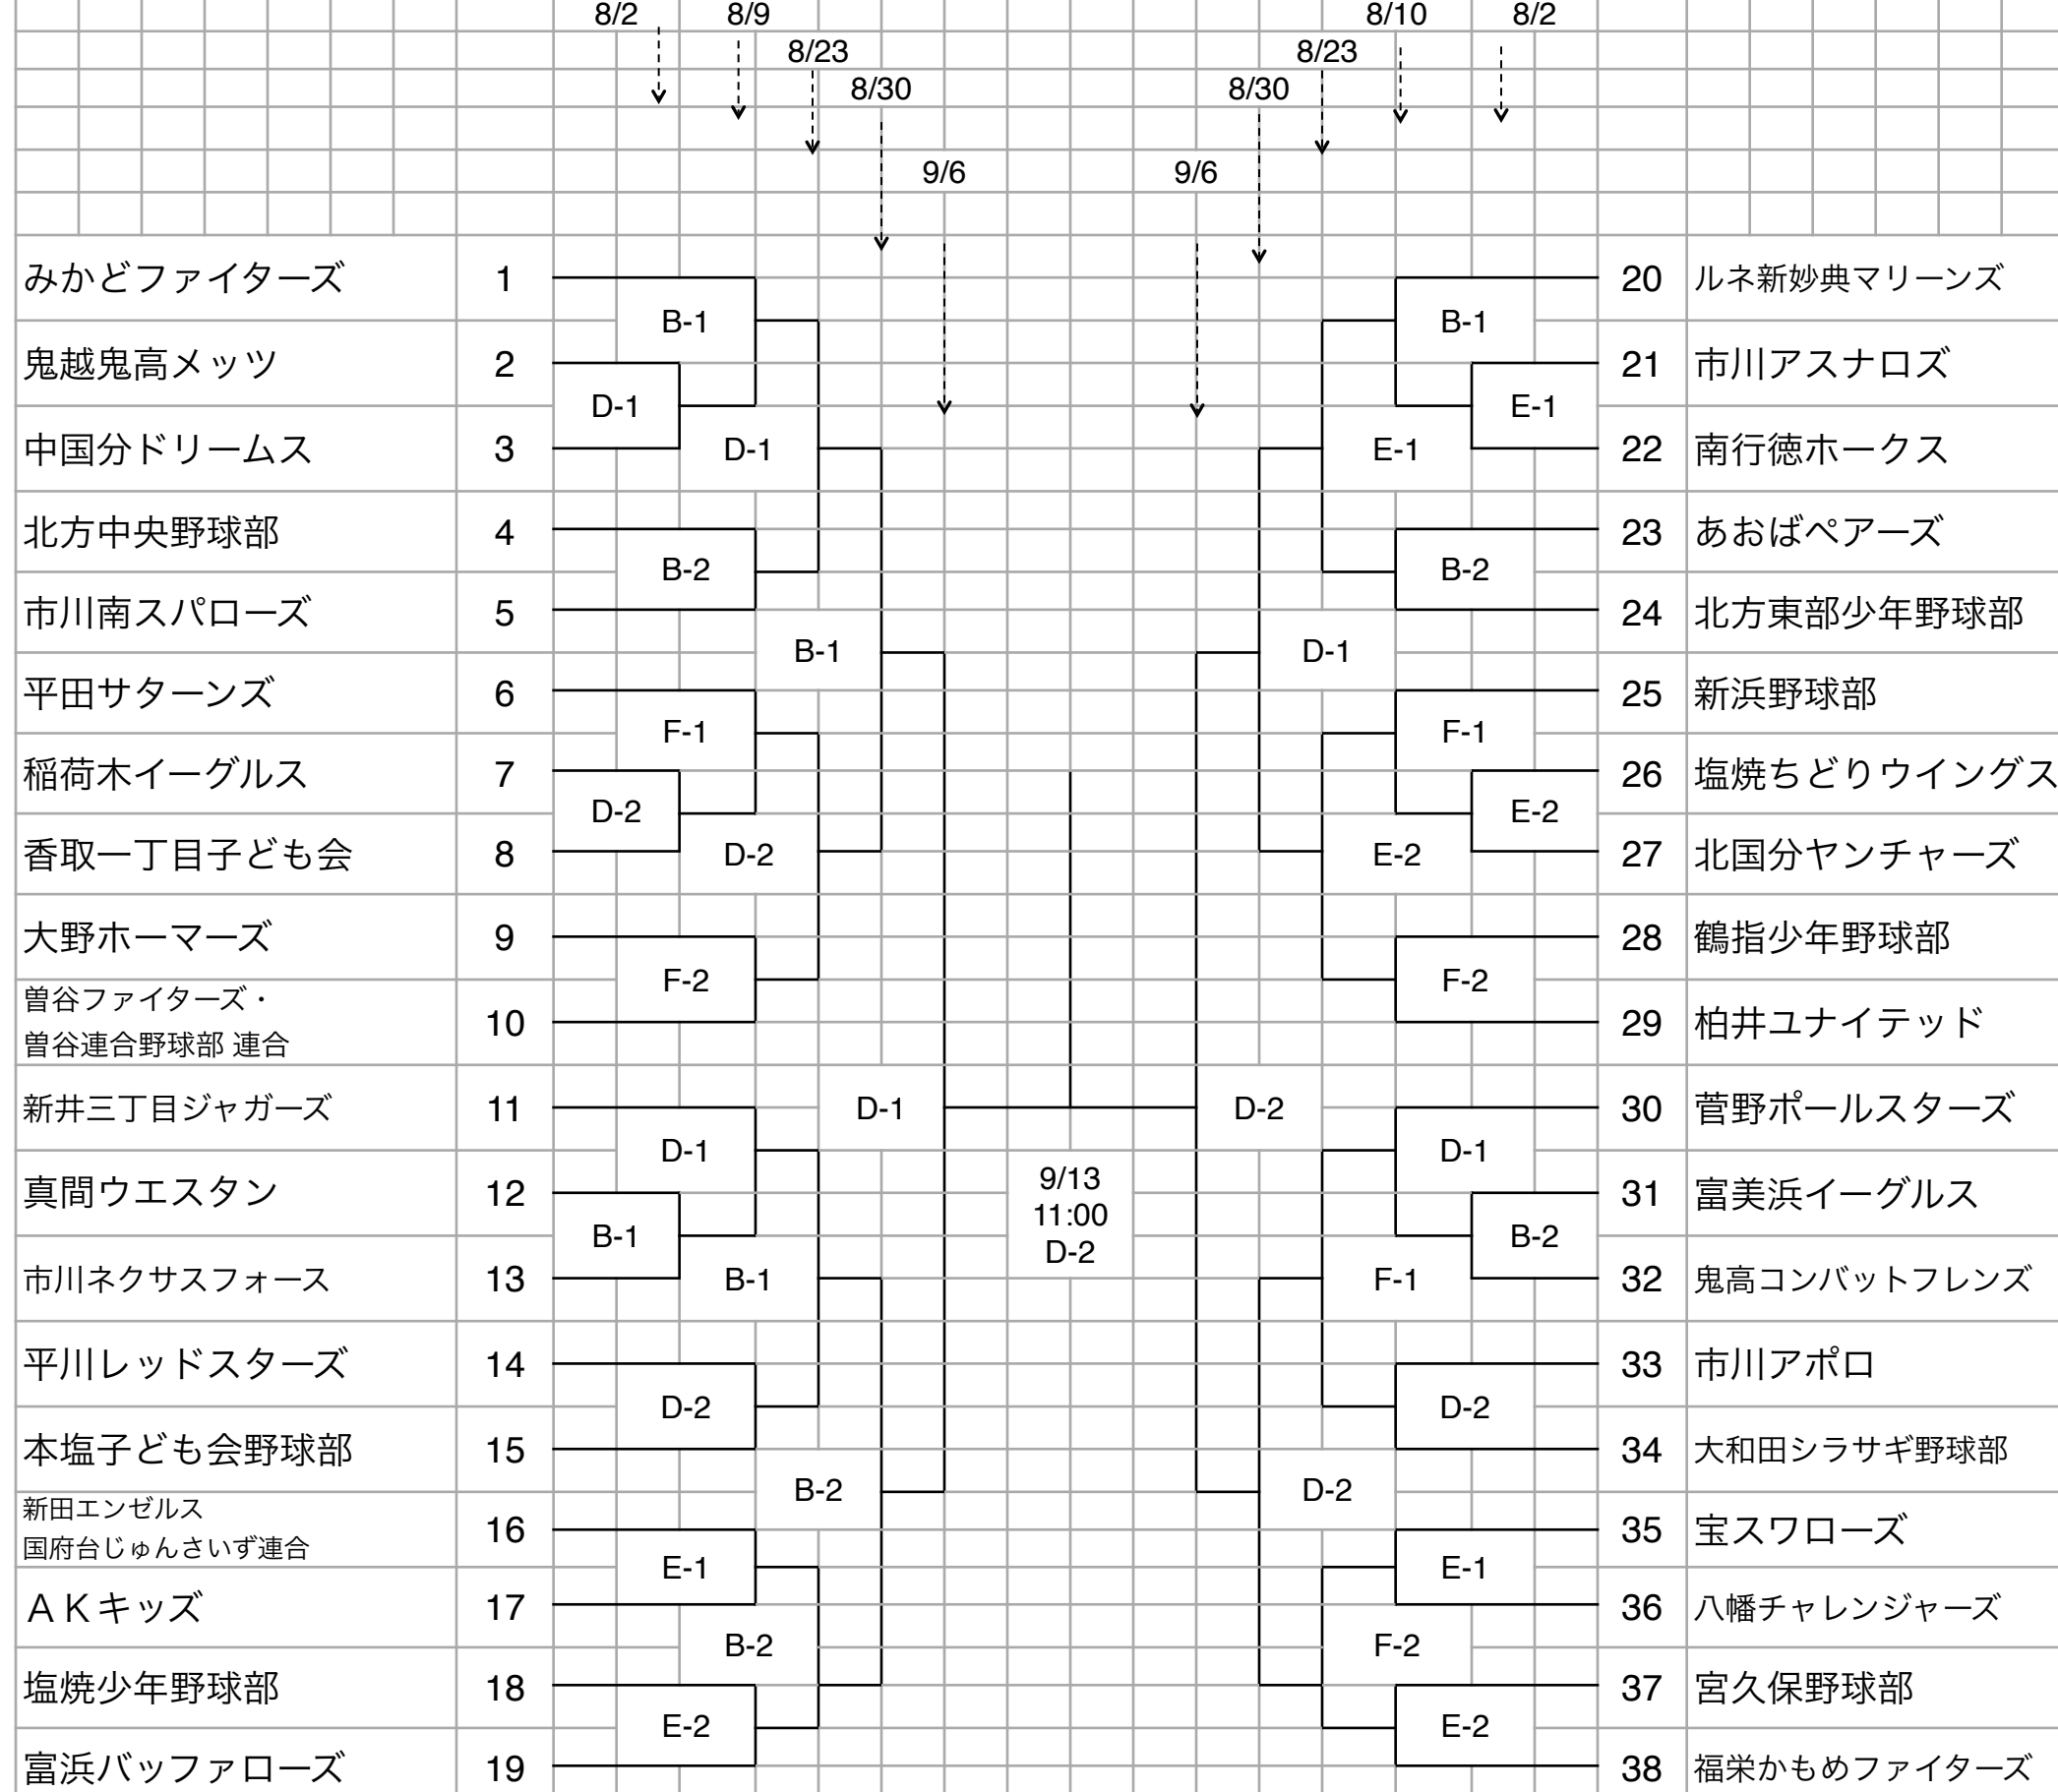 8/2 8/9 8/10 8/2
8/23 8/23
8/30 8/30
9/6 9/6
みかどファイターズ 1 20 ルネ新妙典マリーンズ
B-1 B-1
鬼越鬼高メッツ 2 21 市川アスナロズ
D-1 E-1
中国分ドリームス 3 D-1 E-1 22 南行徳ホークス
北方中央野球部 4 23 あおばペアーズ
B-2 B-2
市川南スパローズ 5 24 北方東部少年野球部
B-1 D-1
平田サターンズ 6 25 新浜野球部
F-1 F-1
稲荷木イーグルス 7 26 塩焼ちどりウイングス
D-2 E-2
香取一丁目子ども会 8 D-2 E-2 27 北国分ヤンチャーズ
大野ホーマーズ 9 28 鶴指少年野球部
F-2 F-2
曽谷ファイターズ・
曽谷連合野球部 連合 10 29 柏井ユナイテッド
新井三丁目ジャガーズ 11 D-1 D-2 30 菅野ポールスターズ
D-1 D-1
真間ウエスタン 12 31 富美浜イーグルス
9/13
11:00
D-2
B-1 B-2
市川ネクサスフォース 13 B-1 F-1 32 鬼高コンバットフレンズ
平川レッドスターズ 14 33 市川アポロ
D-2 D-2
本塩子ども会野球部 15 34 大和田シラサギ野球部
B-2 D-2
新田エンゼルス
国府台じゅんさいず連合 16 35 宝スワローズ
E-1 E-1
ＡＫキッズ 17 36 八幡チャレンジャーズ
B-2 F-2
塩焼少年野球部 18 37 宮久保野球部
E-2 E-2
富浜バッファローズ 19 38 福栄かもめファイターズ